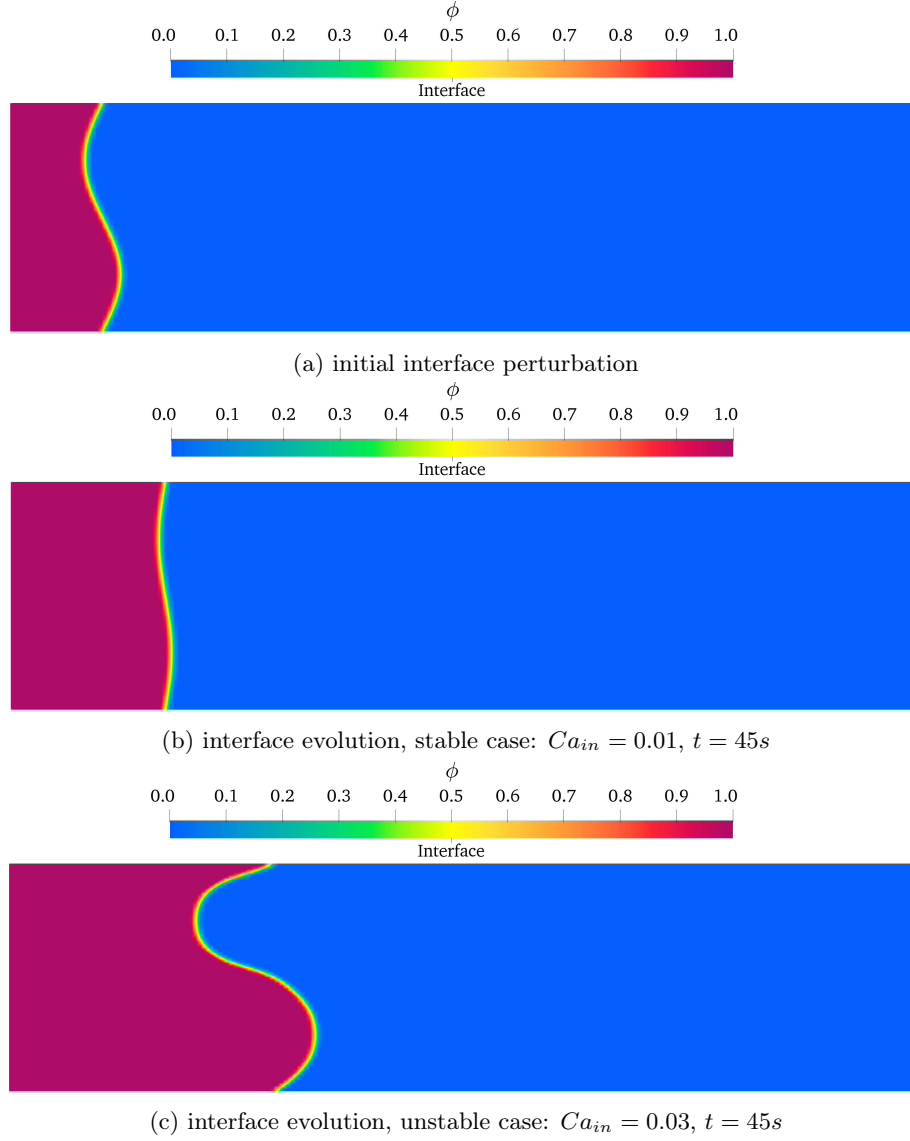 ϕ
0.0 0.1 0.2 0.3 0.4 0.5 0.6 0.7 0.8 0.9 1.0
Interface
(a) initial interface perturbation
ϕ
0.0 0.1 0.2 0.3 0.4 0.5 0.6 0.7 0.8 0.9 1.0
Interface
(b) interface evolution, stable case: Ca_{in} = 0.01, t = 45s
ϕ
0.0 0.1 0.2 0.3 0.4 0.5 0.6 0.7 0.8 0.9 1.0
Interface
(c) interface evolution, unstable case: Ca_{in} = 0.03, t = 45s